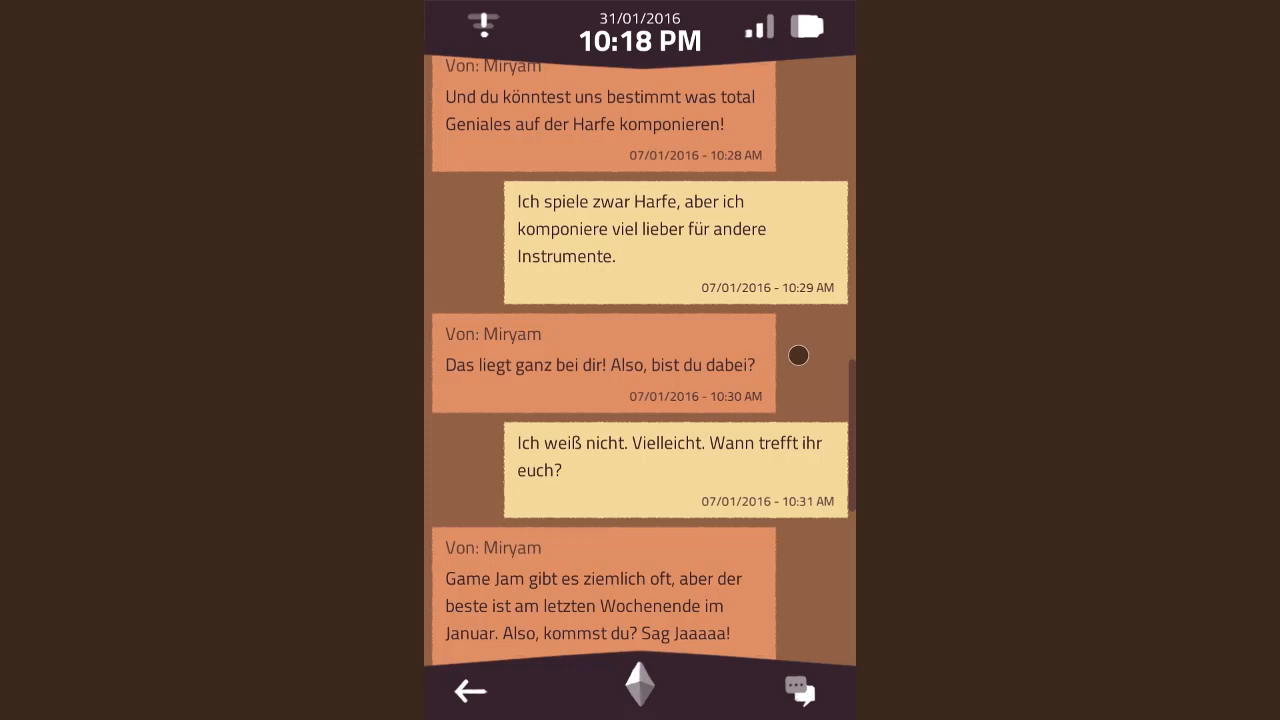 31/01/2016
10:18 PM
Von: Miryam
Und du könntest uns bestimmt was total
Geniales auf der Harfe komponieren!
07/01/2016 - 10:28 AM
Ich spiele zwar Harfe, aber ich
komponiere viel lieber für andere
Instrumente.
07/01/2016 - 10:29 AM
Von: Miryam
Das liegt ganz bei dir! Also, bist du dabei?
07/01/2016 - 10:30 AM
Ich weiß nicht. Vielleicht. Wann trefft ihr
euch?
07/01/2016 - 10:31 AM
Von: Miryam
Game Jam gibt es ziemlich oft, aber der
beste ist am letzten Wochenende im
Januar. Also, kommst du? Sag Jaaaaa!